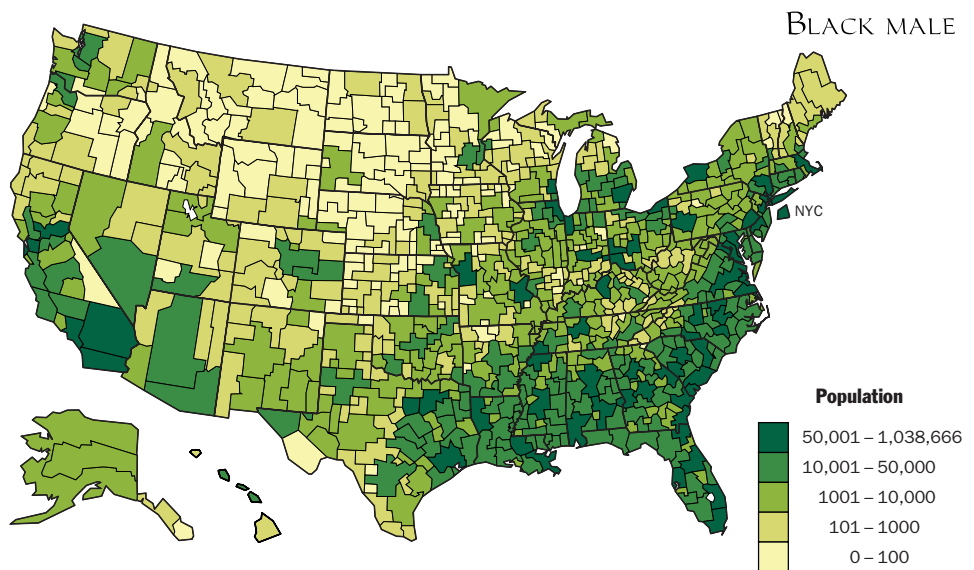 BLACK MALE
NYC
Population
50,001 – 1,038,666
10,001 – 50,000
1001 – 10,000
101 – 1000
0 – 100